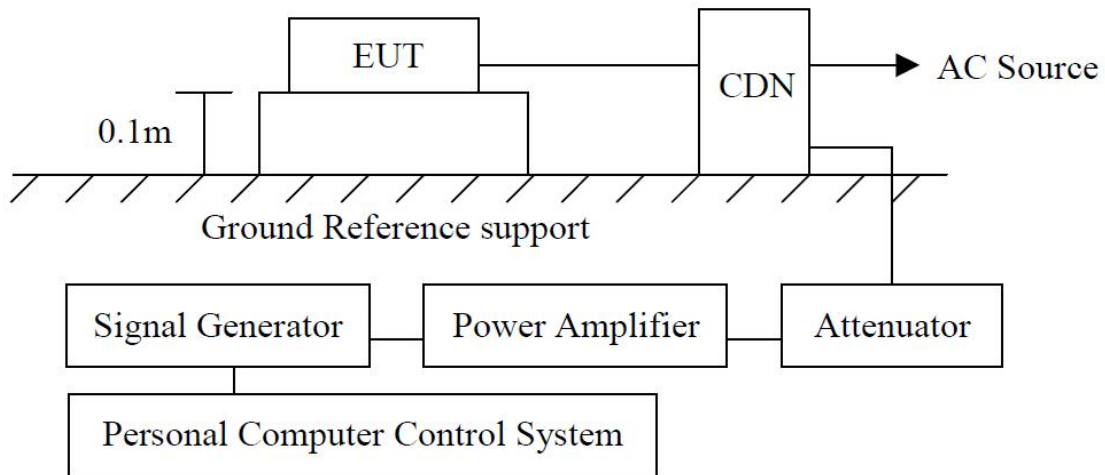 EUT
CDN
AC Source
0.1m
Ground Reference support
Signal Generator
Power Amplifier
Attenuator
Personal Computer Control System